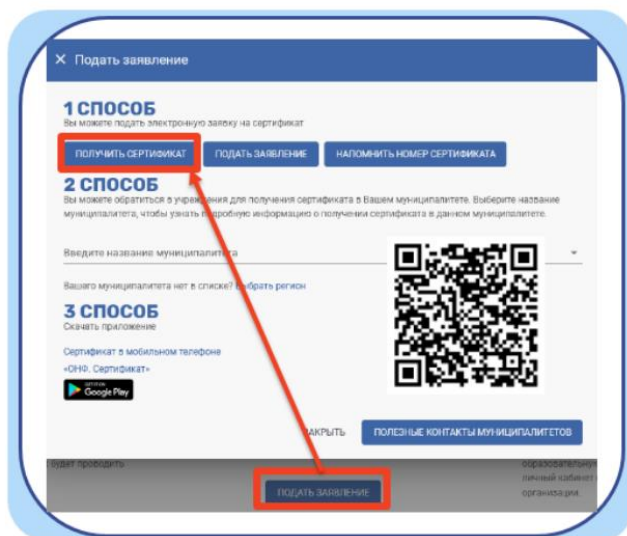 × Подать заявление
1 СПОСОБ
Вы можете подать электронную заявку на сертификат
ПОЛУЧИТЬ СЕРТИФИКАТ
ПОДАТЬ ЗАЯВЛЕНИЕ
НАПОМНИТЬ НОМЕР СЕРТИФИКАТА
2 СПОСОБ
Вы можете обратиться в учреждения для получения сертификата в Вашем муниципалитете. Выберите название
муниципалитета, чтобы узнать подробную информацию о получении сертификата в данном муниципалитете.
Введите название муниципалитета
Вашего муниципалитета нет в списке? Выбрать регион
3 СПОСОБ
Скачать приложение
Сертификат в мобильном телефоне
«ОНФ. Сертификат»
Google Play
ЗАКРЫТЬ
ПОЛЕЗНЫЕ КОНТАКТЫ МУНИЦИПАЛИТЕТОВ
будет проводить
образовательную
личный кабинет
организации.
ПОДАТЬ ЗАЯВЛЕНИЕ